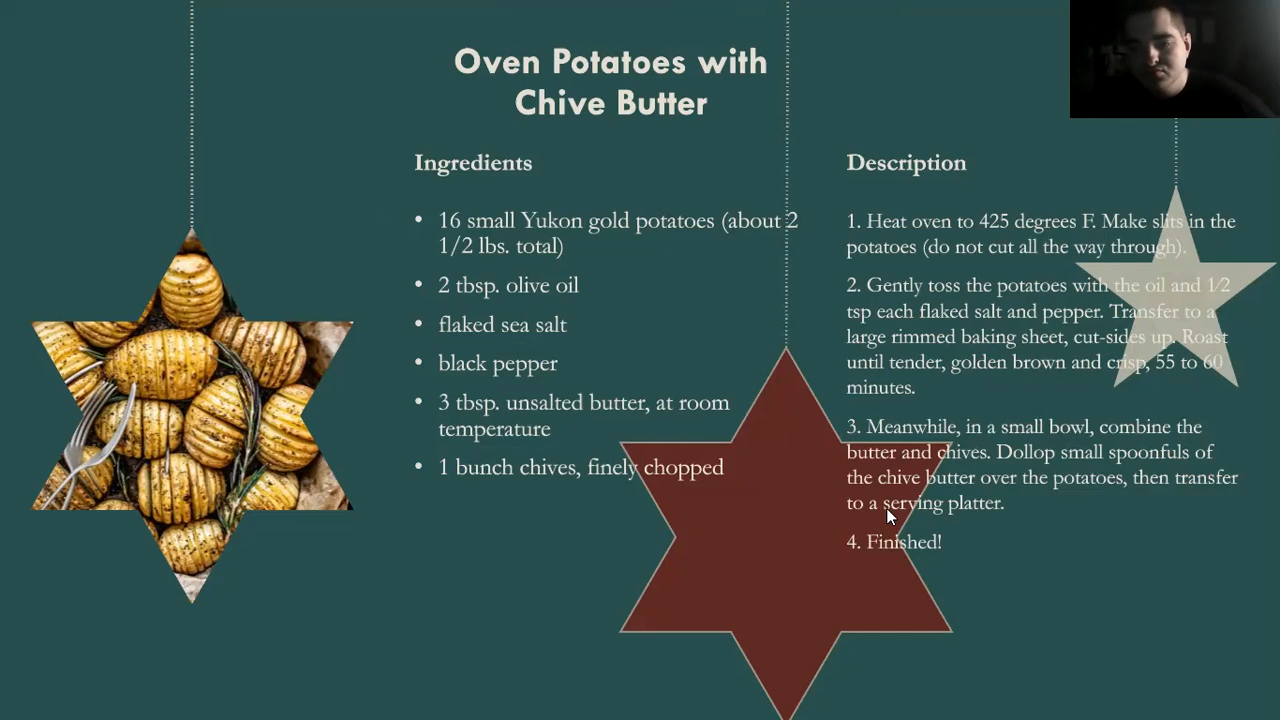 Oven Potatoes with
Chive Butter
Ingredients
• 16 small Yukon gold potatoes (about 2
1/2 lbs. total)
• 2 tbsp. olive oil
• flaked sea salt
• black pepper
• 3 tbsp. unsalted butter, at room
temperature
• 1 bunch chives, finely chopped
Description
1. Heat oven to 425 degrees F. Make slits in the
potatoes (do not cut all the way through).
2. Gently toss the potatoes with the oil and 1/2
tsp each flaked salt and pepper. Transfer to a
large rimmed baking sheet, cut-sides up. Roast
until tender, golden brown and crisp, 55 to 60
minutes.
3. Meanwhile, in a small bowl, combine the
butter and chives. Dollop small spoonfuls of
the chive butter over the potatoes, then transfer
to a serving platter.
4. Finished!